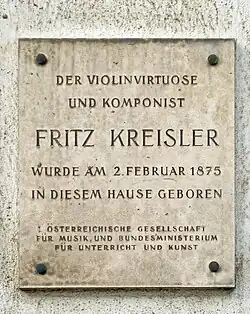 DER VIOLINVIRTUOSE
UND KOMPONIST
FRITZ KREISLER
WURDE AM 2. FEBRUAR 1875
IN DIESEM HAUSE GEBOREN
ÖSTERREICHISCHE GESELLSCHAFT
FÜR MUSIK, UND BUNDESMINISTERIUM
FÜR UNTERRICHT UND KUNST